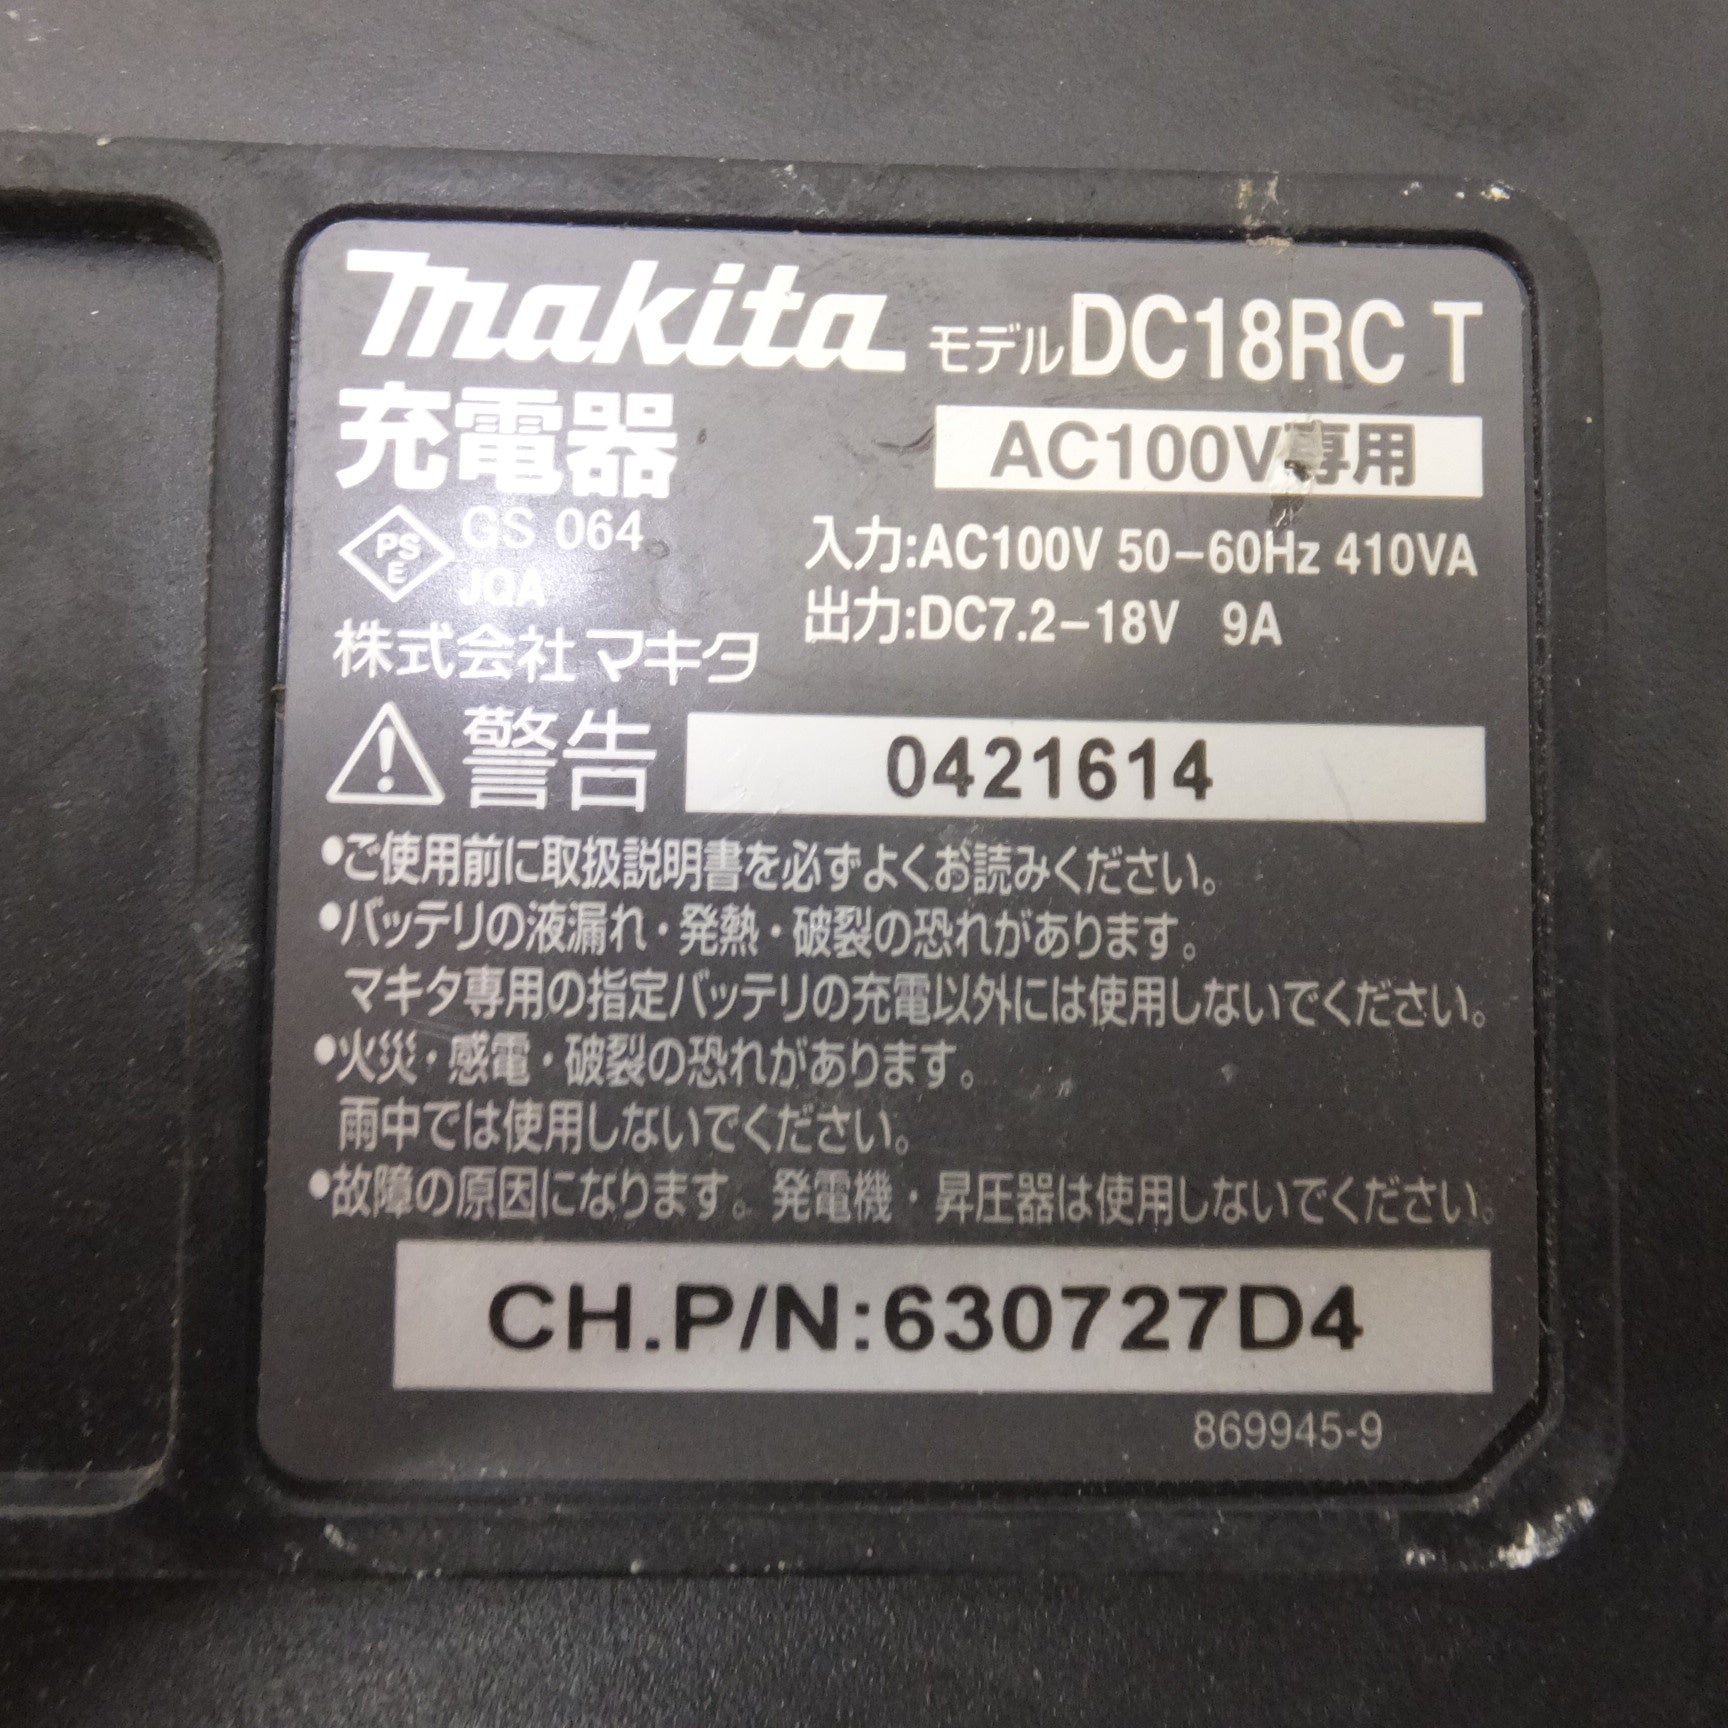 makita モデル DC18RC T
充電器
AC100V専用
PSE GS 064
JQA
入力:AC100V 50-60Hz 410VA
出力:DC7.2-18V 9A
株式会社 マキタ
警告 0421614
•ご使用前に取扱説明書を必ずよくお読みください。
•バッテリの液漏れ・発熱・破裂の恐れがあります。
マキタ専用の指定バッテリの充電以外には使用しないでください。
•火災・感電・破裂の恐れがあります。
雨中では使用しないでください。
•故障の原因になります。発電機・昇圧器は使用しないでください。
CH.P/N:630727D4
869945-9